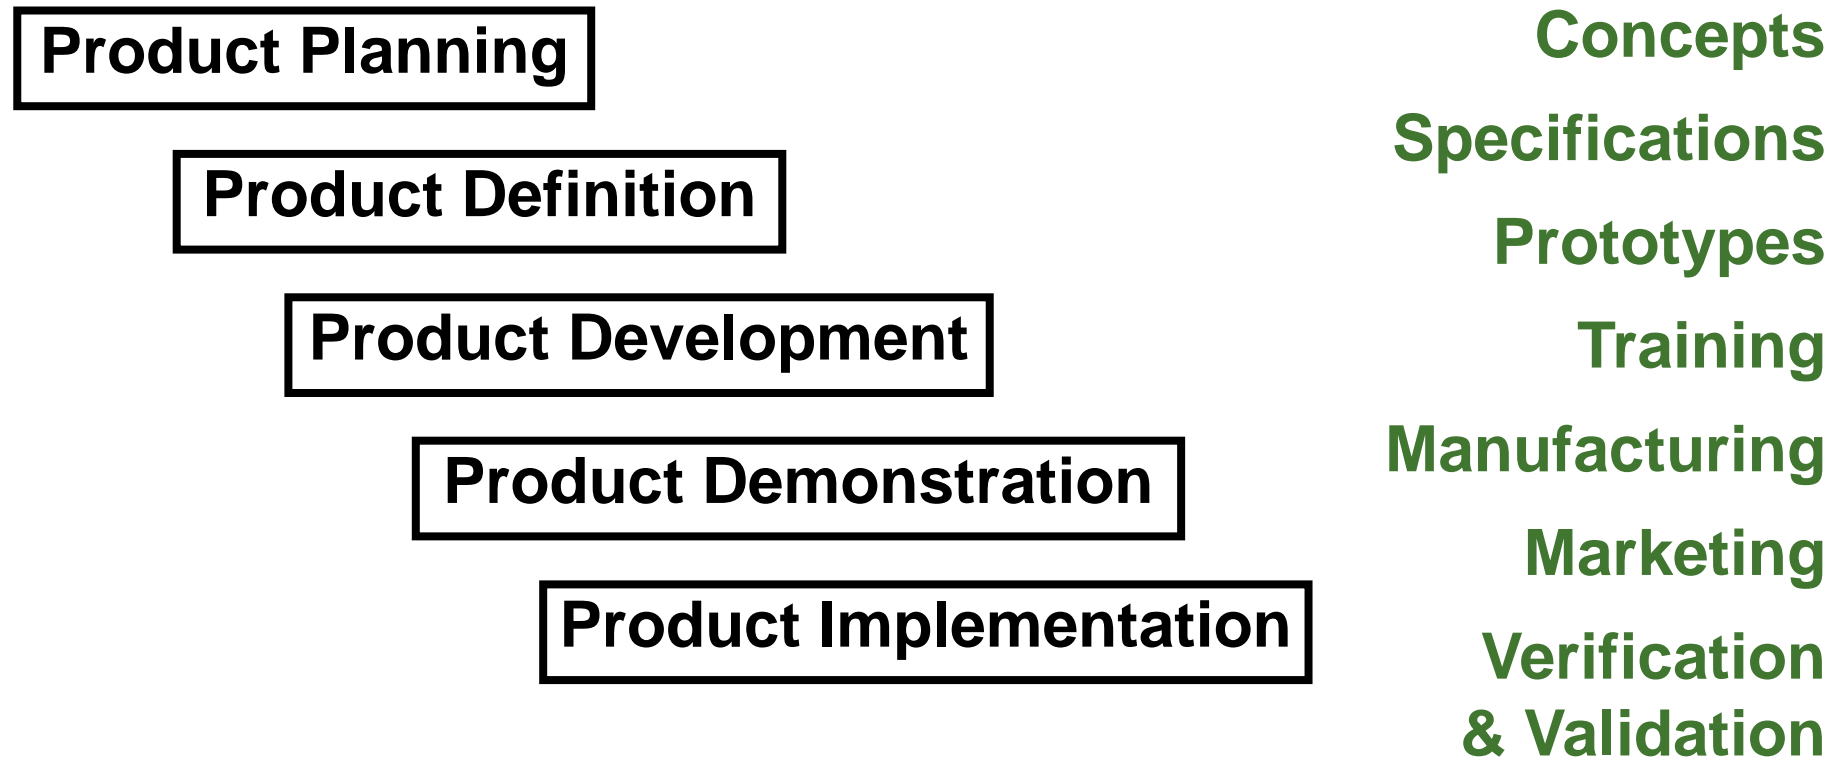 Product Planning
Product Definition
Product Development
Product Demonstration
Product Implementation
Concepts
Specifications
Prototypes
Training
Manufacturing
Marketing
Verification
& Validation